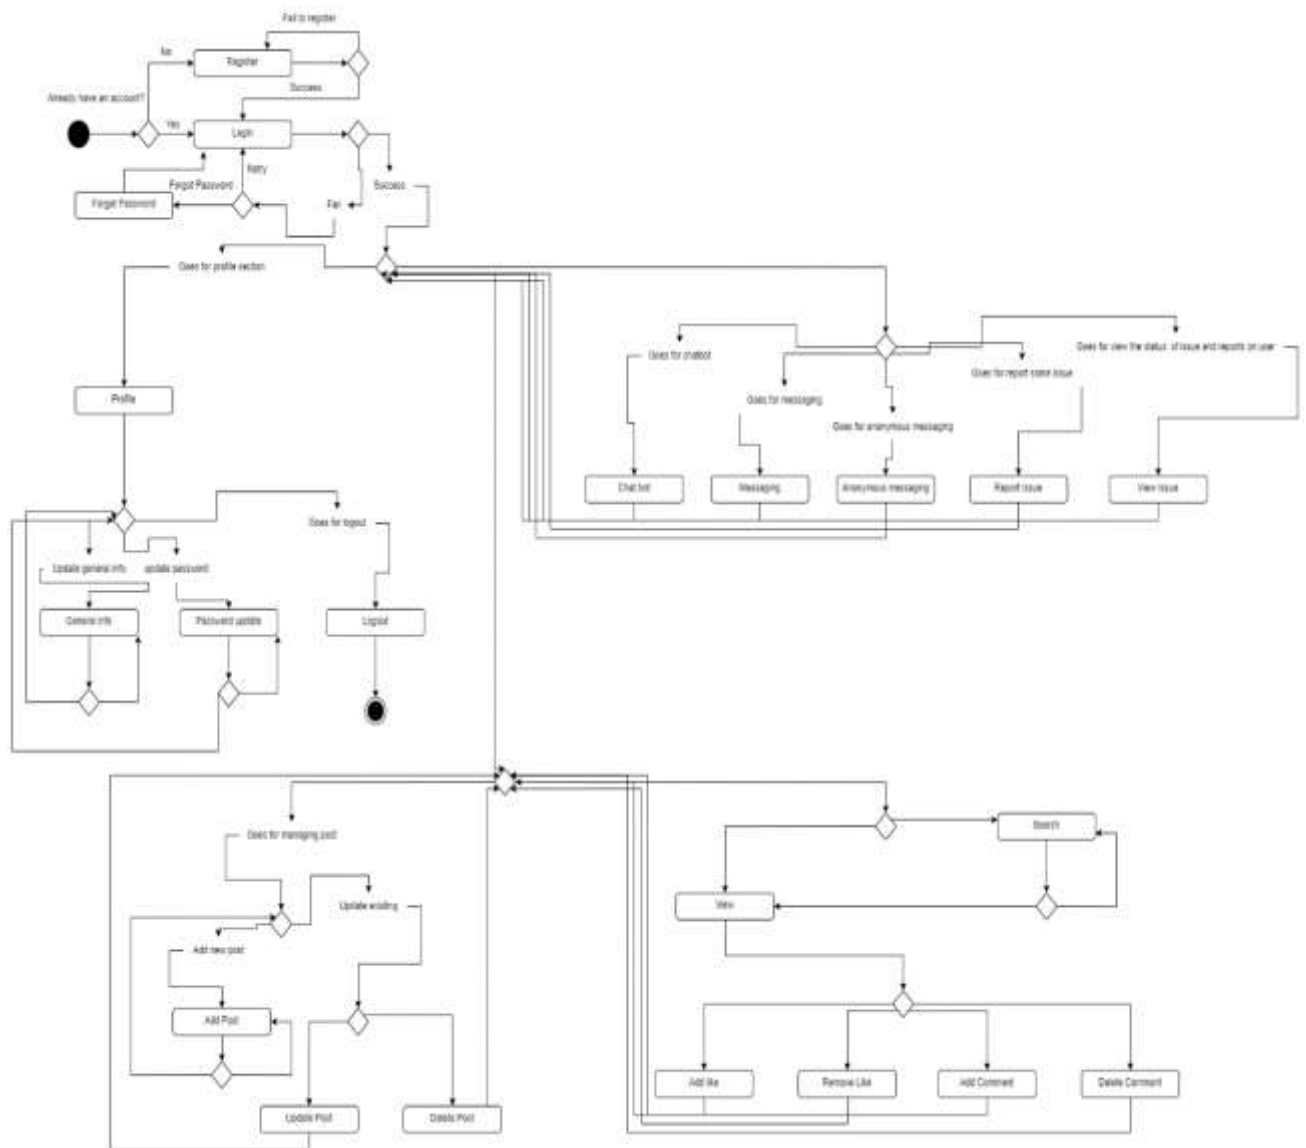 Fail to register
No
Register
Success
Already have an account?
Yes
Login
Retry
Forgot Password
Success
Forgot Password
Fail
Goes for profile section
Goes for chatbot
Goes for view the status of issue and reports on user
Goes for report some issue
Profile
Goes for messaging
Goes for anonymous messaging
Chat bot
Messaging
Anonymous messaging
Report issue
View issue
Goes for logout
Update general info
update password
General info
Password update
Logout
Goes for managing post
Search
Update existing
View
Add new post
Add Post
Add like
Remove Like
Add Comment
Delete Comment
Update Post
Delete Post